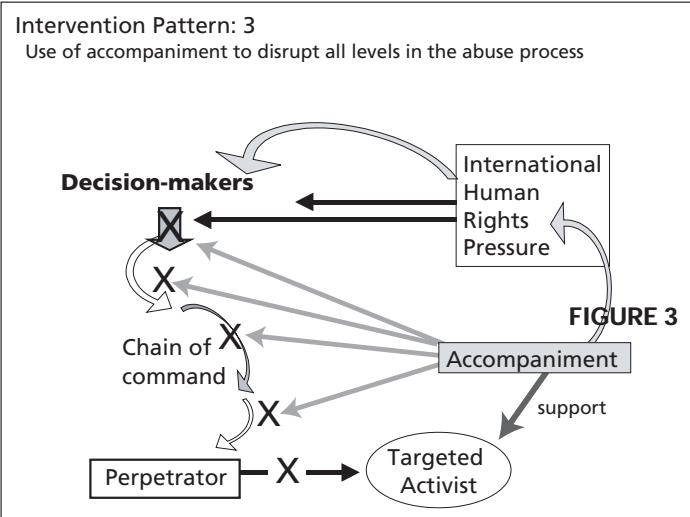 Intervention Pattern: 3
Use of accompaniment to disrupt all levels in the abuse process
International
Human
Rights
Pressure
Decision-makers
X
X
FIGURE 3
X
Chain of
command
Accompaniment
X
support
Perpetrator
X
Targeted
Activist